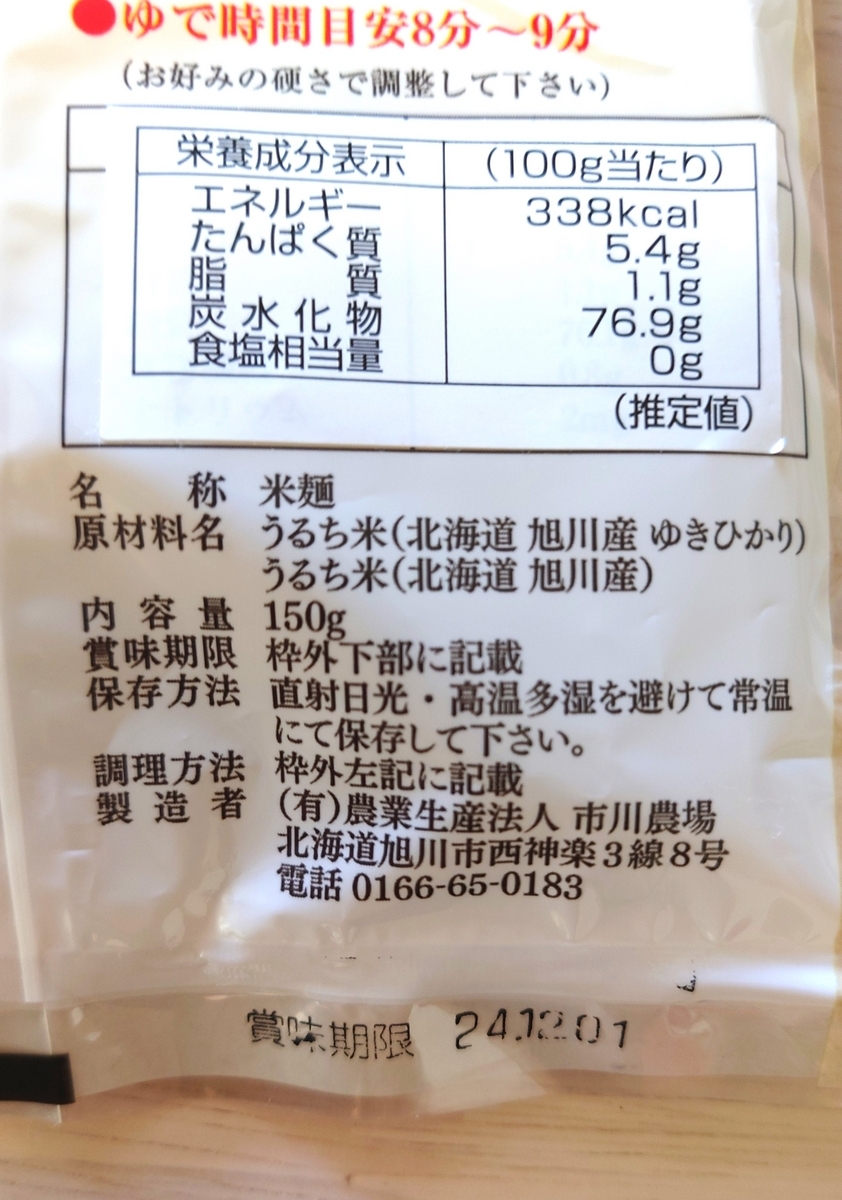 ●ゆで時間目安8分〜9分
(お好みの硬さで調整して下さい)
栄養成分表示 (100g当たり)
エネルギー 338kcal
たんぱく質 5.4g
脂質 1.1g
炭水化物 76.9g
食塩相当量 0g
(推定値)
名称 米麺
原材料名 うるち米(北海道 旭川産 ゆきひかり)
うるち米(北海道 旭川産)
内容量 150g
賞味期限 枠外下部に記載
保存方法 直射日光・高温多湿を避けて常温
にて保存して下さい。
調理方法 枠外左記に記載
製造者 (有)農業生産法人 市川農場
北海道旭川市西神楽3線8号
電話 0166-65-0183
賞味期限 24.12.01